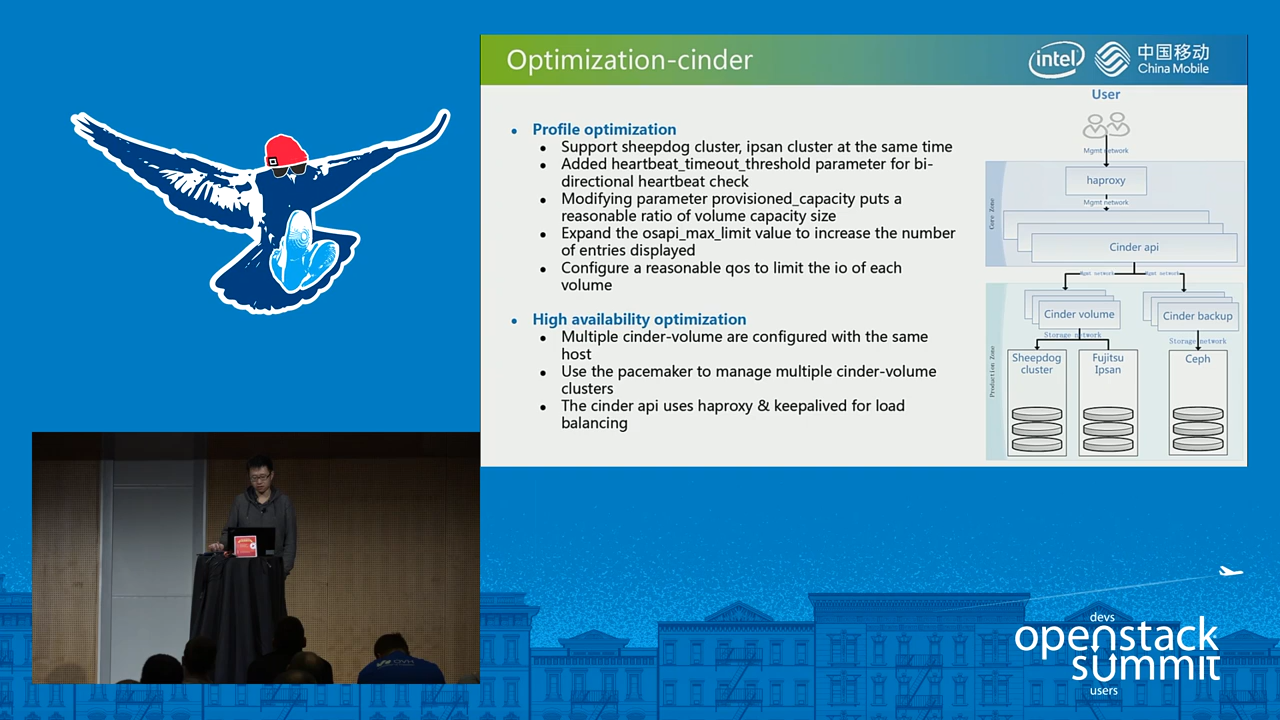 Optimization-cinder
intel
中国移动
China Mobile
• Profile optimization
• Support sheepdog cluster, ipsan cluster at the same time
• Added heartbeat_timeout_threshold parameter for bi-
directional heartbeat check
• Modifying parameter provisioned_capacity puts a
reasonable ratio of volume capacity size
• Expand the osapi_max_limit value to increase the number
of entries displayed
• Configure a reasonable qos to limit the io of each
volume
• High availability optimization
• Multiple cinder-volume are configured with the same
host
• Use the pacemaker to manage multiple cinder-volume
clusters
• The cinder api uses haproxy & keepalived for load
balancing
User
Mgmt network
haproxy
Mgmt network
Core Zone
Cinder api
Mgmt network
Mgmt network
Cinder volume
Cinder backup
Storage network
Storage network
Production Zone
Sheepdog
cluster
Fujitsu
Ipsan
Ceph
OVH
devs
openstack
summit
users